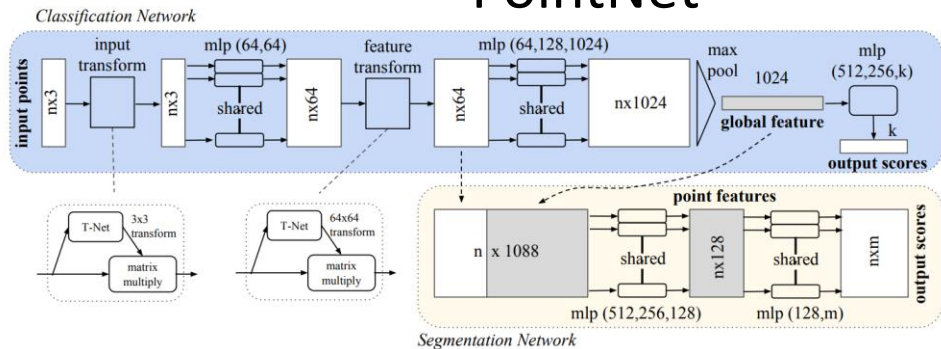 PointNet
Classification Network
input points
nx3
input
transform
nx3
mlp (64,64)
shared
nx64
feature
transform
nx64
mlp (64,128,1024)
shared
nx1024
max
pool
1024
global feature
mlp
(512,256,k)
k
output scores
T-Net
3x3
transform
matrix
multiply
T-Net
64x64
transform
matrix
multiply
point features
n x 1088
shared
mlp (512,256,128)
nx128
shared
mlp (128,m)
nxm
output scores
Segmentation Network